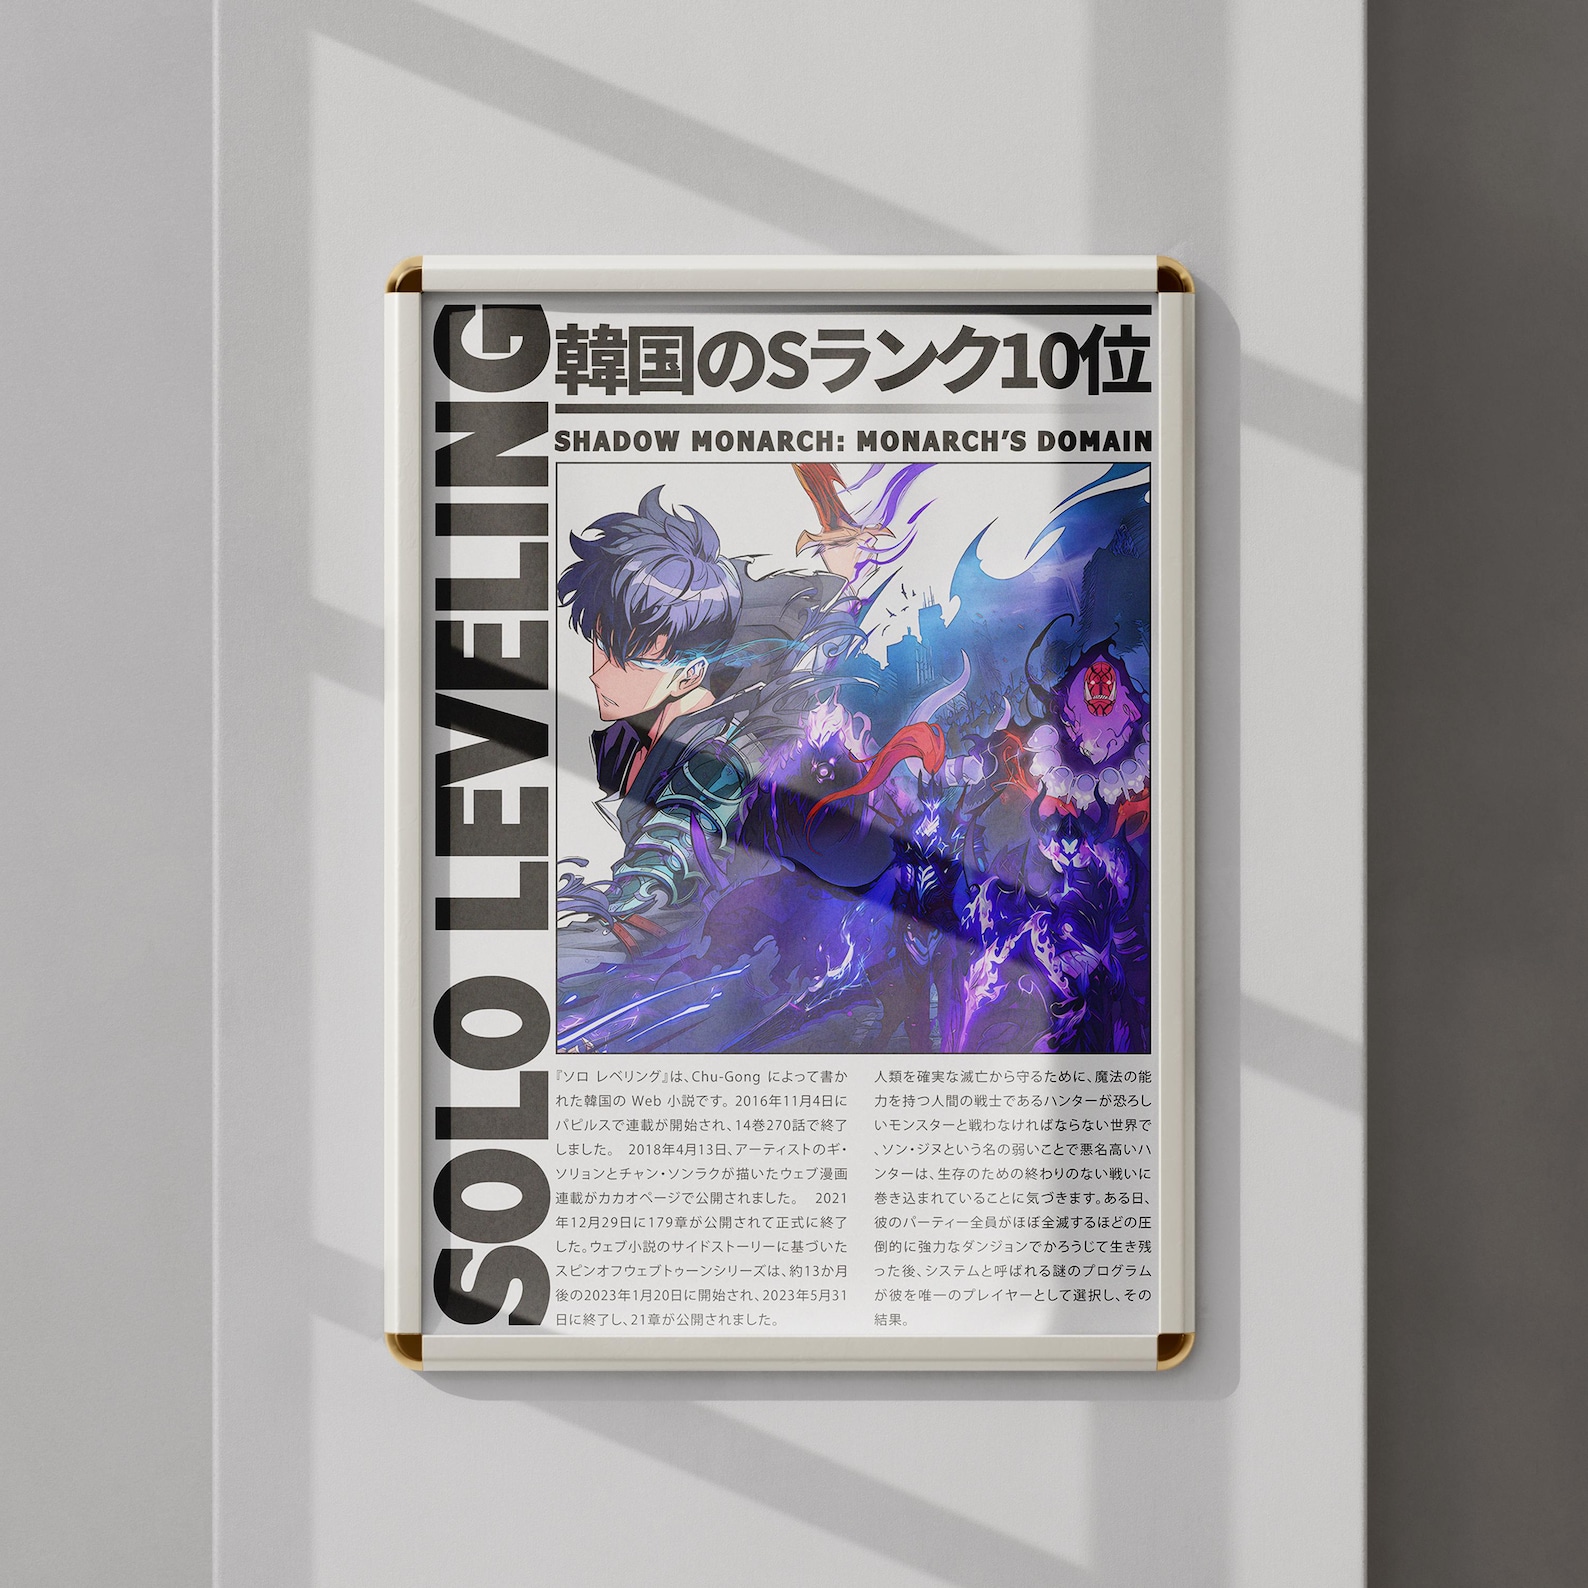 SOLO LEVELING
韓国のSランク10位
SHADOW MONARCH: MONARCH'S DOMAIN
『ソロ レベリング』は、Chu-Gong によって書か
れた韓国の Web 小説です。 2016年11月4日に
パピルスで連載が開始され、14巻270話で終了
しました。 2018年4月13日、アーティストのギ・
ソリョンとチャン・ソンラクが描いたウェブ漫画
連載がカカオページで公開されました。 2021
年12月29日に179章が公開されて正式に終了
した。ウェブ小説のサイドストーリーに基づいた
スピンオフウェブトゥーンシリーズは、約13か月
後の2023年1月20日に開始され、2023年5月31
日に終了し、21章が公開されました。
人類を確実な滅亡から守るために、魔法の能
力を持つ人間の戦士であるハンターが恐ろし
いモンスターと戦わなければならない世界で
、ソン・ジヌという名の弱いことで悪名高いハ
ンターは、生存のための終わりのない戦いに
巻き込まれていることに気づきます。ある日、
彼のパーティー全員がほぼ全滅するほどの圧
倒的に強力なダンジョンでかろうじて生き残
った後、システムと呼ばれる謎のプログラム
が彼を唯一のプレイヤーとして選択し、その
結果。